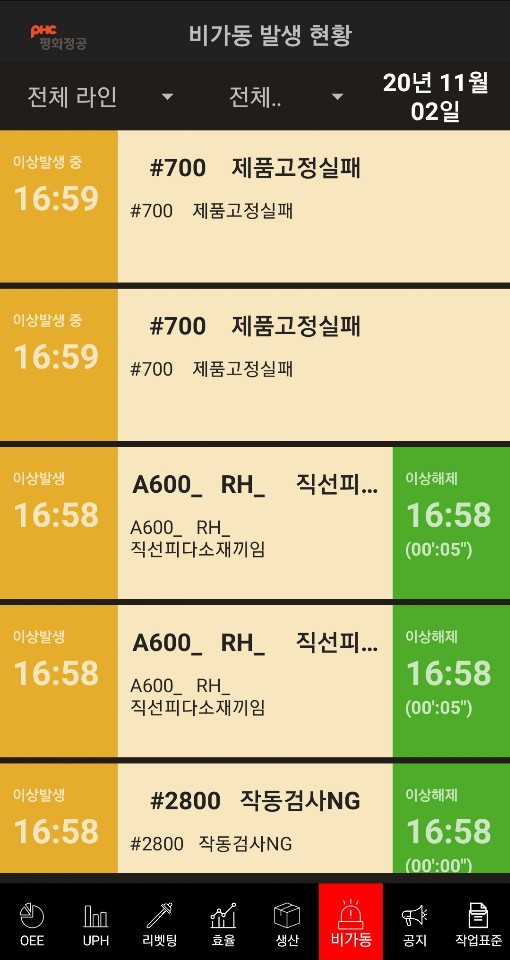 PHC
평화정공
비가동 발생 현황
전체 라인
전체..
20년 11월
02일
이상발생 중
16:59
#700 제품고정실패
#700 제품고정실패
이상발생 중
16:59
#700 제품고정실패
#700 제품고정실패
이상발생
16:58
A600_ RH_ 직선피...
A600_ RH_
직선피다소재끼임
이상해제
16:58
(00':05")
이상발생
16:58
A600_ RH_ 직선피...
A600_ RH_
직선피다소재끼임
이상해제
16:58
(00':05")
이상발생
16:58
#2800 작동검사NG
#2800 작동검사NG
이상해제
16:58
(00':00")
OEE
UPH
리벳팅
효율
생산
비가동
공지
작업표준